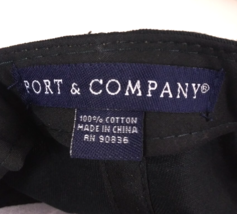 PORT & COMPANY®
100% COTTON
MADE IN CHINA
RN 90836